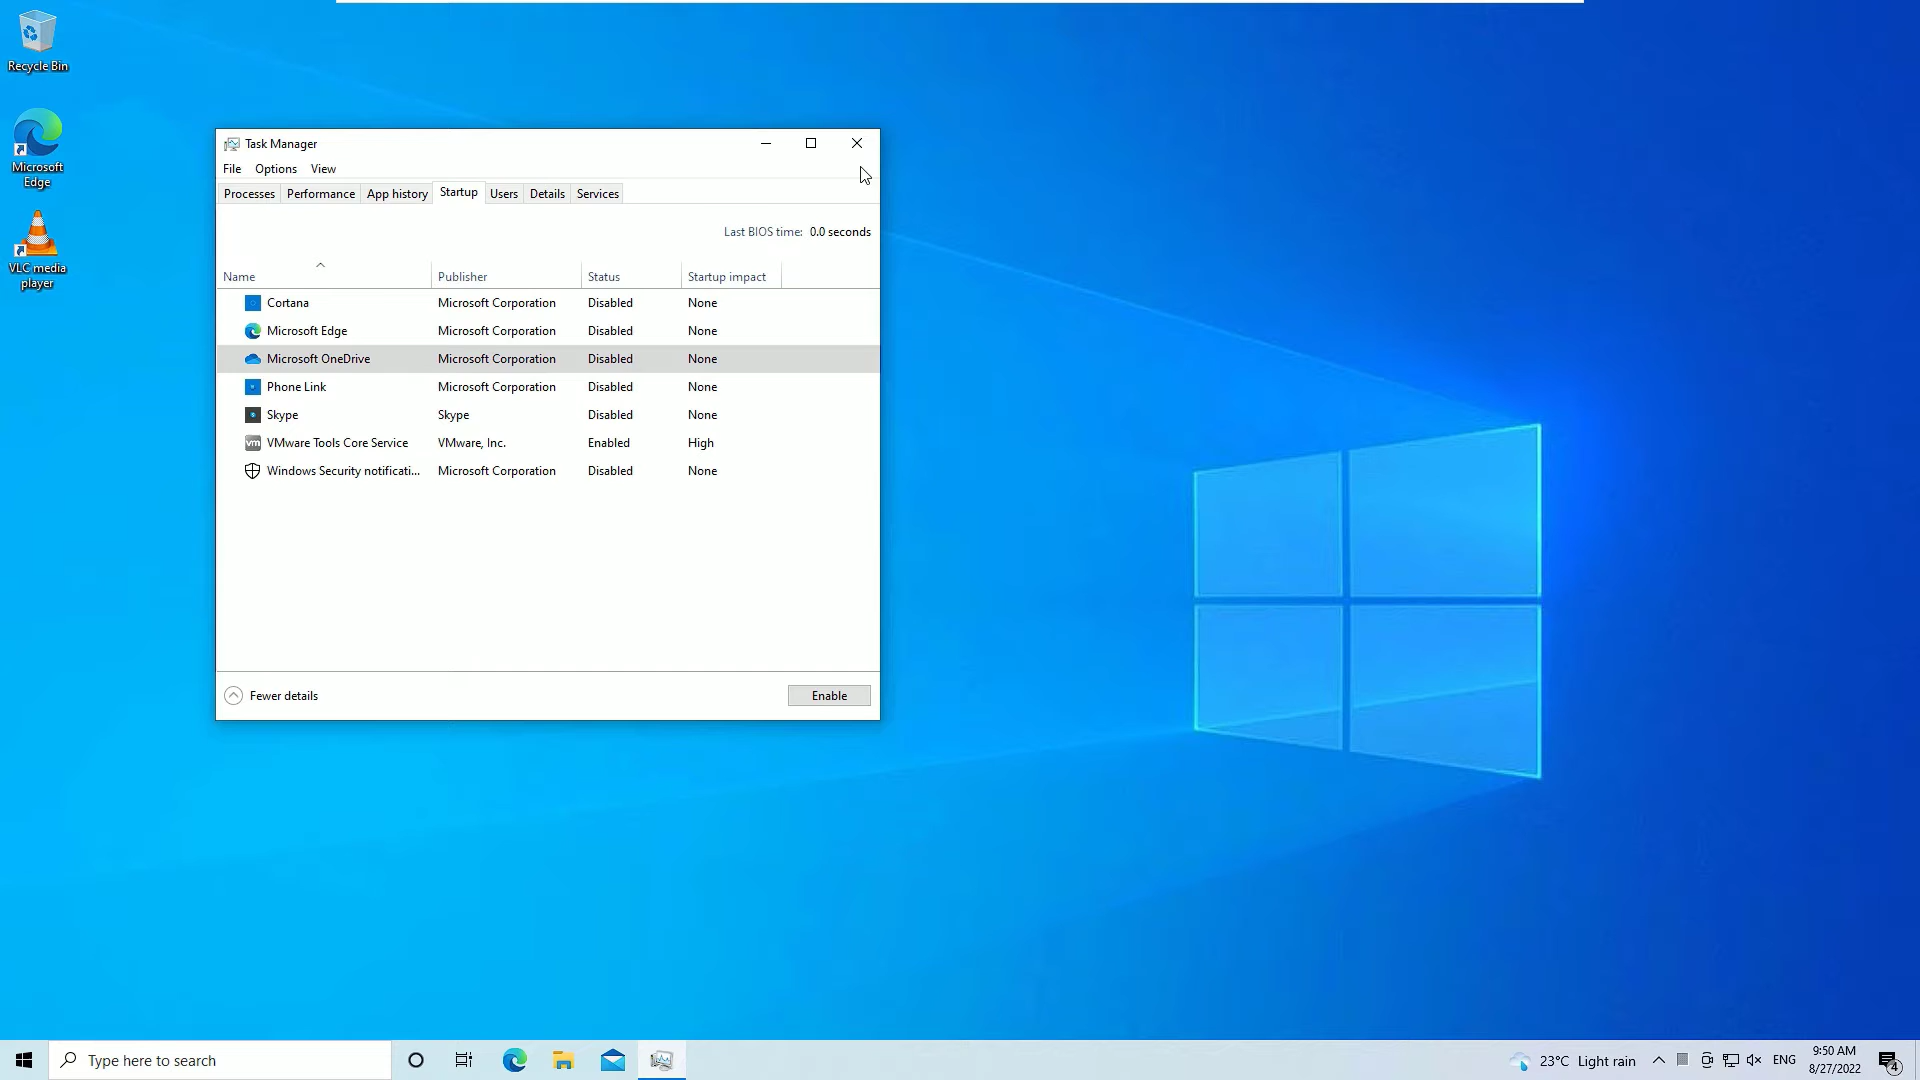 Recycle Bin
Microsoft
Edge
VLC media
player
Task Manager
File Options View
Processes Performance App history Startup Users Details Services
Last BIOS time: 0.0 seconds
Name Publisher Status Startup impact
Cortana Microsoft Corporation Disabled None
Microsoft Edge Microsoft Corporation Disabled None
Microsoft OneDrive Microsoft Corporation Disabled None
Phone Link Microsoft Corporation Disabled None
Skype Skype Disabled None
vm VMware Tools Core Service VMware, Inc. Enabled High
Windows Security notificati... Microsoft Corporation Disabled None
Fewer details Enable
Type here to search
23°C Light rain ENG
9:50 AM
8/27/2022
4